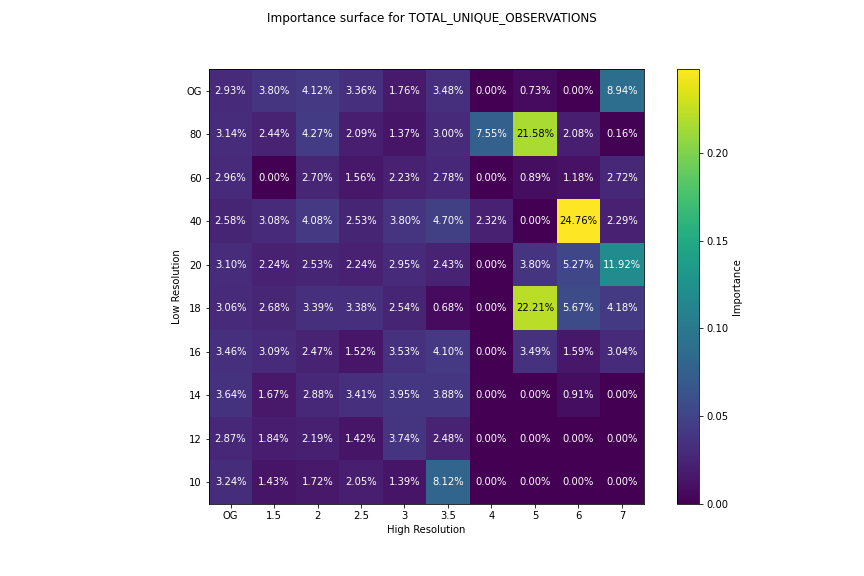 Importance surface for TOTAL_UNIQUE_OBSERVATIONS
OG 2.93% 3.80% 4.12% 3.36% 1.76% 3.48% 0.00% 0.73% 0.00% 8.94%
80 3.14% 2.44% 4.27% 2.09% 1.37% 3.00% 7.55% 21.58% 2.08% 0.16%
60 2.96% 0.00% 2.70% 1.56% 2.23% 2.78% 0.00% 0.89% 1.18% 2.72%
40 2.58% 3.08% 4.08% 2.53% 3.80% 4.70% 2.32% 0.00% 24.76% 2.29%
20 3.10% 2.24% 2.53% 2.24% 2.95% 2.43% 0.00% 3.80% 5.27% 11.92%
18 3.06% 2.68% 3.39% 3.38% 2.54% 0.68% 0.00% 22.21% 5.67% 4.18%
16 3.46% 3.09% 2.47% 1.52% 3.53% 4.10% 0.00% 3.49% 1.59% 3.04%
14 3.64% 1.67% 2.88% 3.41% 3.95% 3.88% 0.00% 0.00% 0.91% 0.00%
12 2.87% 1.84% 2.19% 1.42% 3.74% 2.48% 0.00% 0.00% 0.00% 0.00%
10 3.24% 1.43% 1.72% 2.05% 1.39% 8.12% 0.00% 0.00% 0.00% 0.00%
OG 1.5 2 2.5 3 3.5 4 5 6 7
High Resolution
Low Resolution
0.20
0.15
0.10
0.05
0.00
Importance